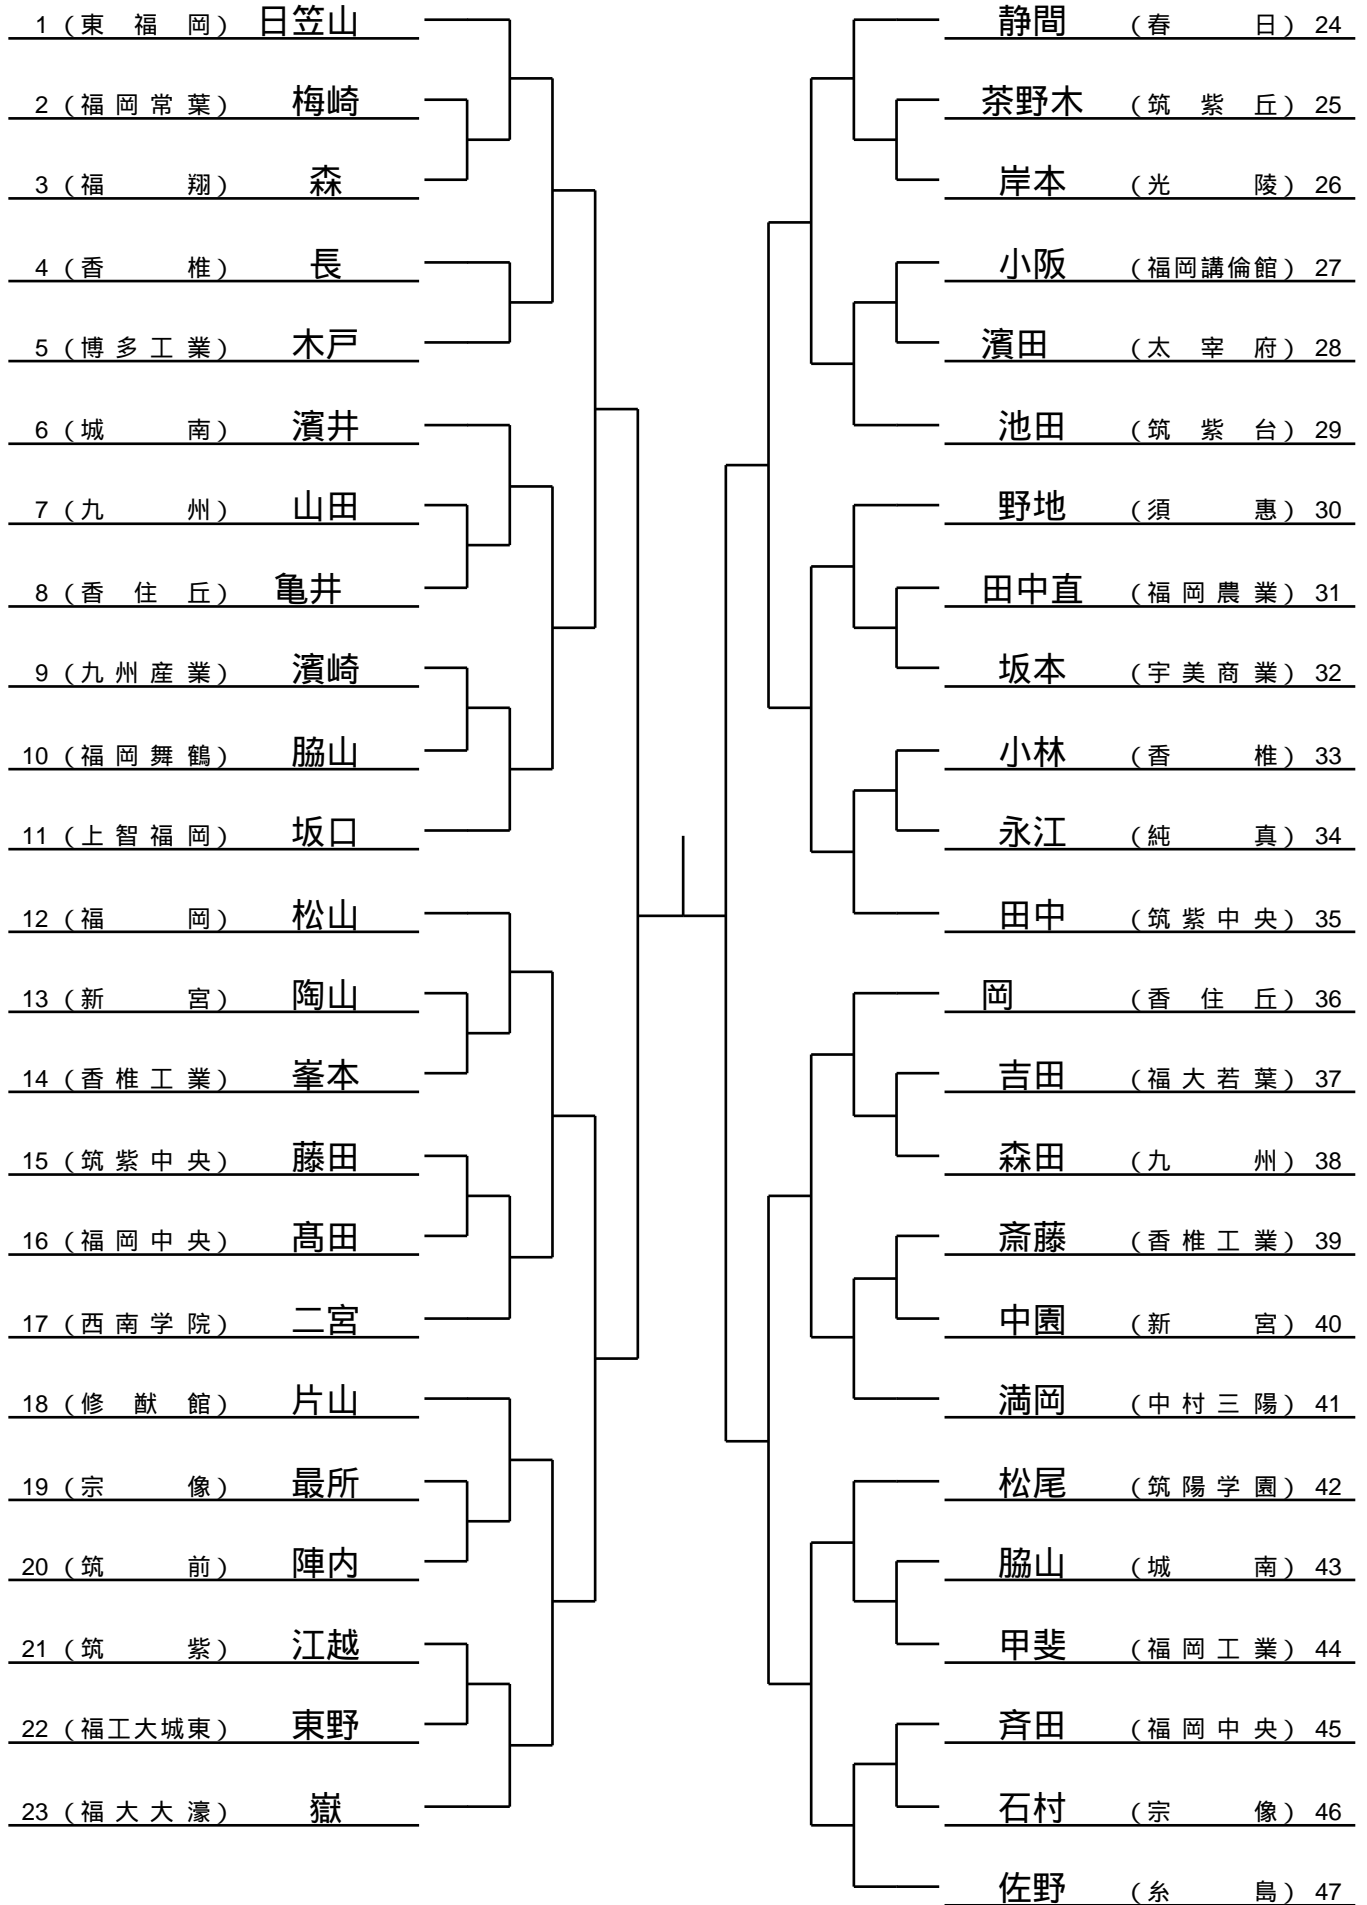 1 (東福岡) 日笠山
2 (福岡常葉) 梅崎
3 (福翔) 森
4 (香椎) 長
5 (博多工業) 木戸
6 (城南) 濱井
7 (九州) 山田
8 (香住丘) 亀井
9 (九州産業) 濱崎
10 (福岡舞鶴) 脇山
11 (上智福岡) 坂口
12 (福岡) 松山
13 (新宮) 陶山
14 (香椎工業) 峯本
15 (筑紫中央) 藤田
16 (福岡中央) 髙田
17 (西南学院) 二宮
18 (修猷館) 片山
19 (宗像) 最所
20 (筑前) 陣内
21 (筑紫) 江越
22 (福工大城東) 東野
23 (福大大濠) 嶽
静間 (春日) 24
茶野木 (筑紫丘) 25
岸本 (光陵) 26
小阪 (福岡講倫館) 27
濱田 (太宰府) 28
池田 (筑紫台) 29
野地 (須惠) 30
田中直 (福岡農業) 31
坂本 (宇美商業) 32
小林 (香椎) 33
永江 (純真) 34
田中 (筑紫中央) 35
岡 (香住丘) 36
吉田 (福大若葉) 37
森田 (九州) 38
斎藤 (香椎工業) 39
中園 (新宮) 40
満岡 (中村三陽) 41
松尾 (筑陽学園) 42
脇山 (城南) 43
甲斐 (福岡工業) 44
斉田 (福岡中央) 45
石村 (宗像) 46
佐野 (糸島) 47